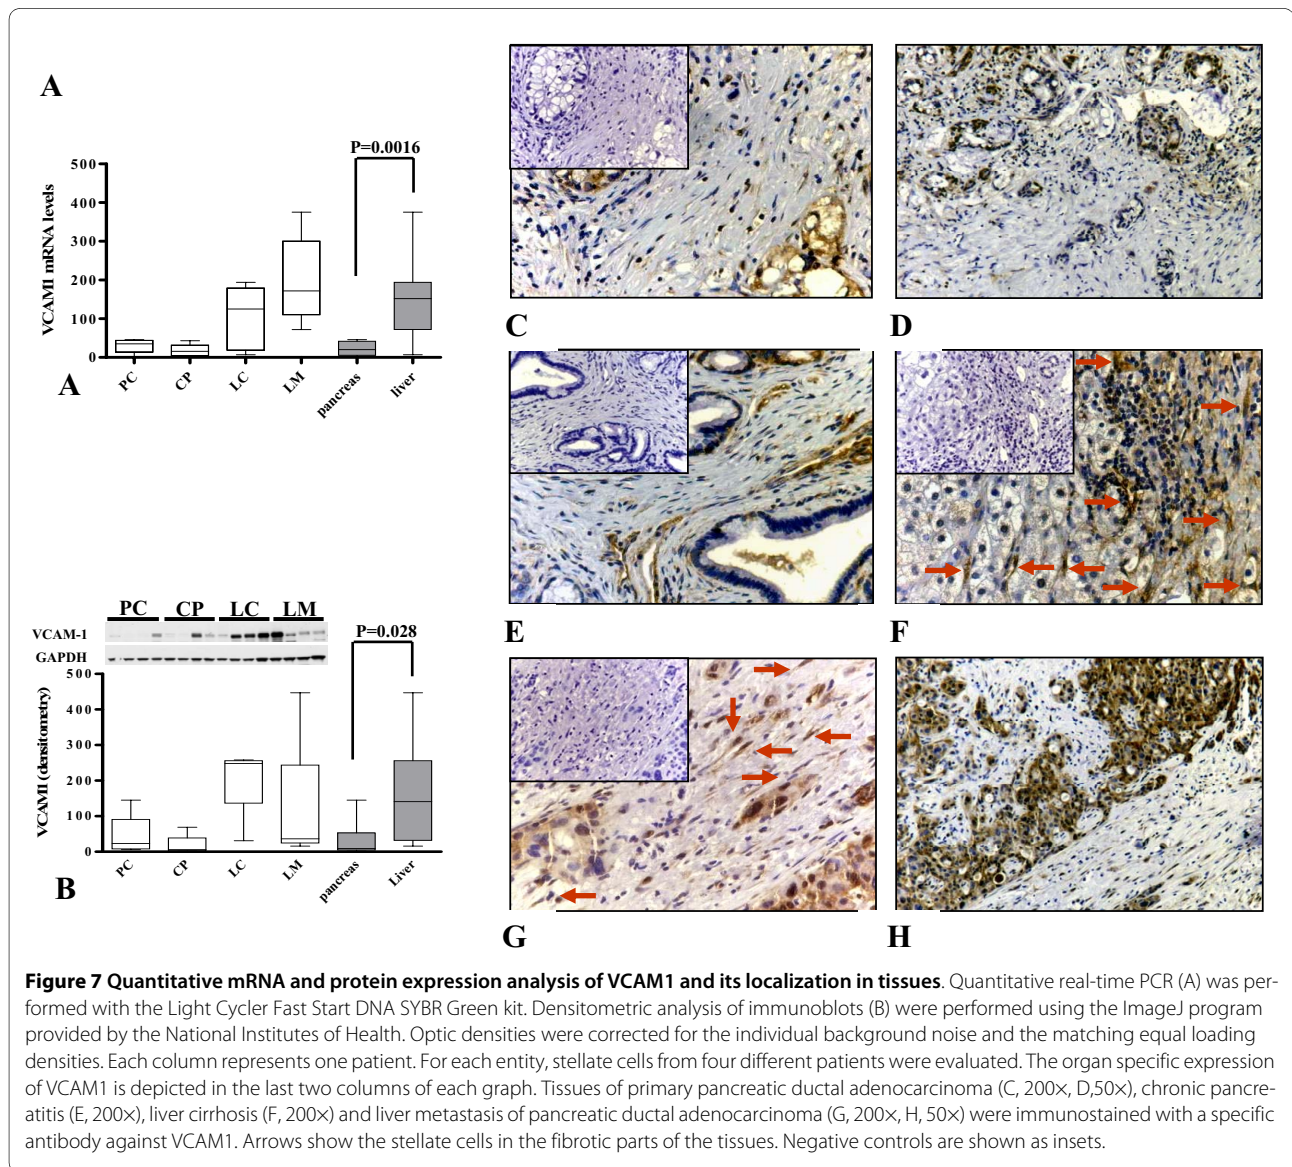 A
P=0.0016
500
400
300
200
100
0
VCAM1 mRNA levels
PC
CP
LC
LM
pancreas
liver
A
C
D
E
F
PC CP LC LM
VCAM-1
GAPDH
P=0.028
500
400
300
200
100
0
VCAM1 (densitometry)
PC
CP
LC
LM
pancreas
Liver
B
G
H
Figure 7 Quantitative mRNA and protein expression analysis of VCAM1 and its localization in tissues. Quantitative real-time PCR (A) was per-
formed with the Light Cycler Fast Start DNA SYBR Green kit. Densitometric analysis of immunoblots (B) were performed using the ImageJ program
provided by the National Institutes of Health. Optic densities were corrected for the individual background noise and the matching equal loading
densities. Each column represents one patient. For each entity, stellate cells from four different patients were evaluated. The organ specific expression
of VCAM1 is depicted in the last two columns of each graph. Tissues of primary pancreatic ductal adenocarcinoma (C, 200×, D,50×), chronic pancre-
atitis (E, 200×), liver cirrhosis (F, 200×) and liver metastasis of pancreatic ductal adenocarcinoma (G, 200×, H, 50×) were immunostained with a specific
antibody against VCAM1. Arrows show the stellate cells in the fibrotic parts of the tissues. Negative controls are shown as insets.